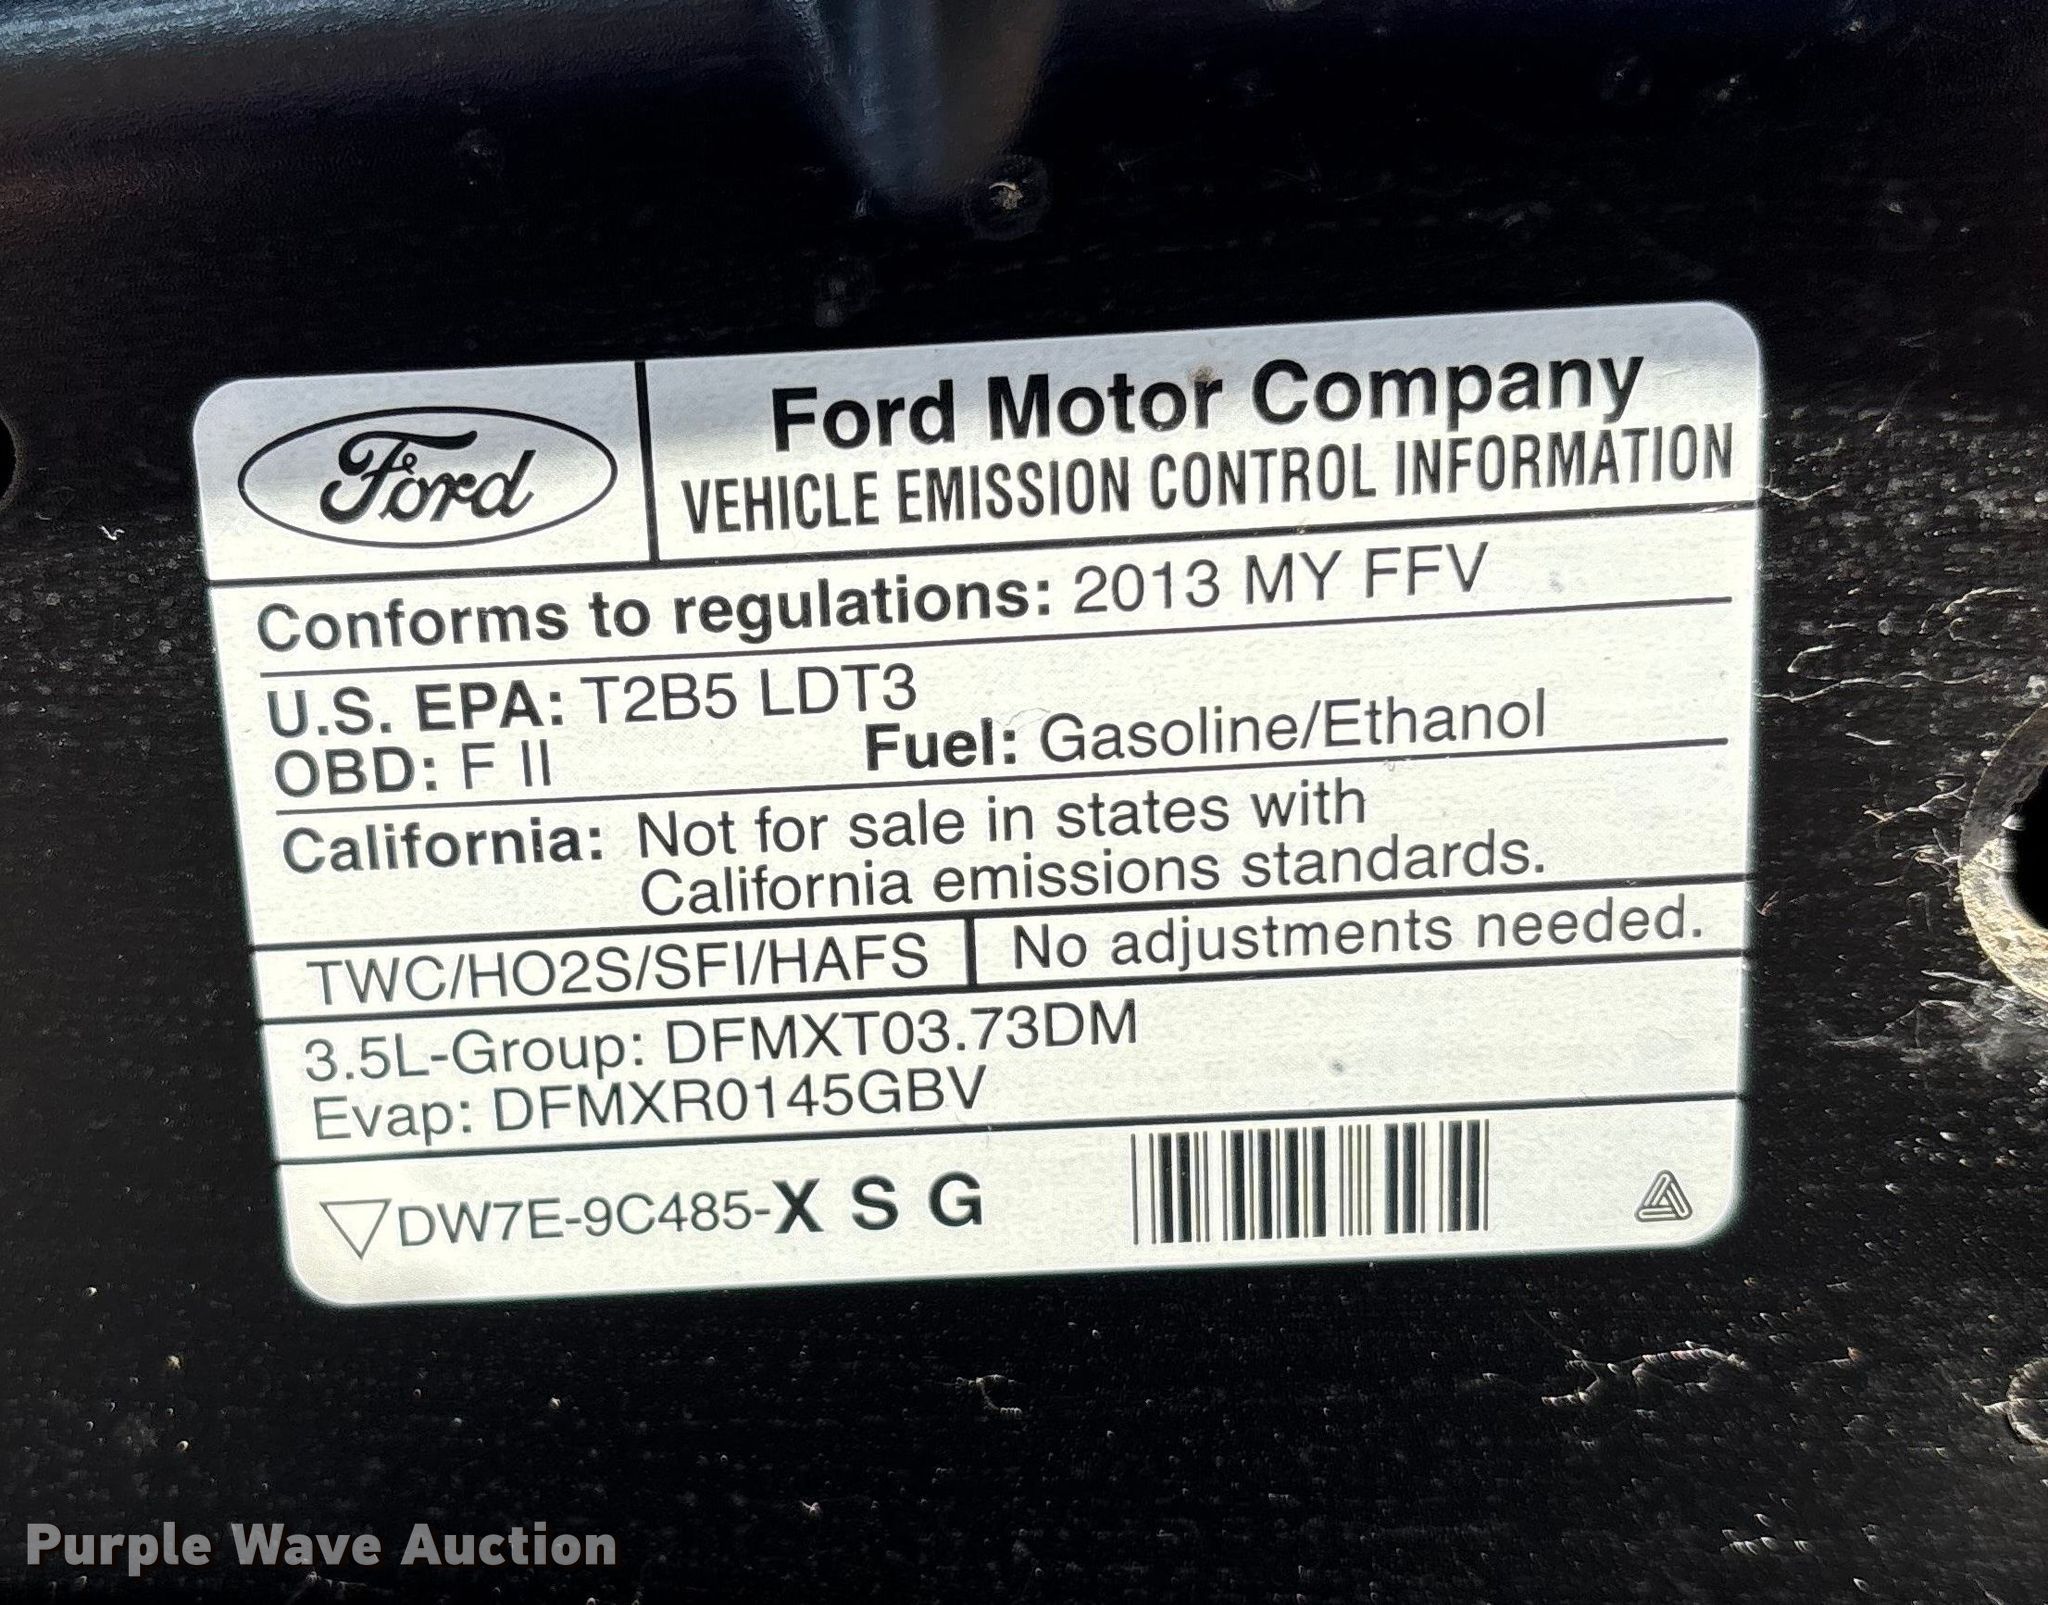 Ford
Ford Motor Company
VEHICLE EMISSION CONTROL INFORMATION
Conforms to regulations: 2013 MY FFV
U.S. EPA: T2B5 LDT3
OBD: F II
Fuel: Gasoline/Ethanol
California: Not for sale in states with
California emissions standards.
TWC/HO2S/SFI/HAFS
No adjustments needed.
3.5L-Group: DFMXT03.73DM
Evap: DFMXR0145GBV
DW7E-9C485-X S G
Purple Wave Auction